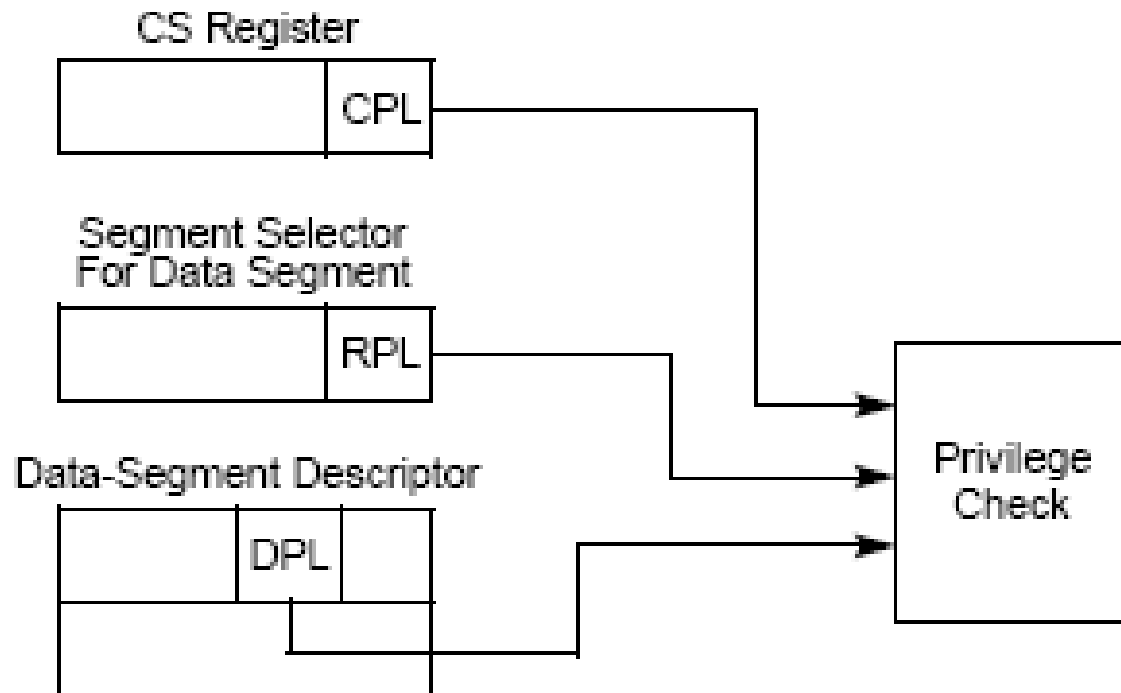 CS Register
CPL
Segment Selector
For Data Segment
RPL
Data-Segment Descriptor
DPL
Privilege
Check